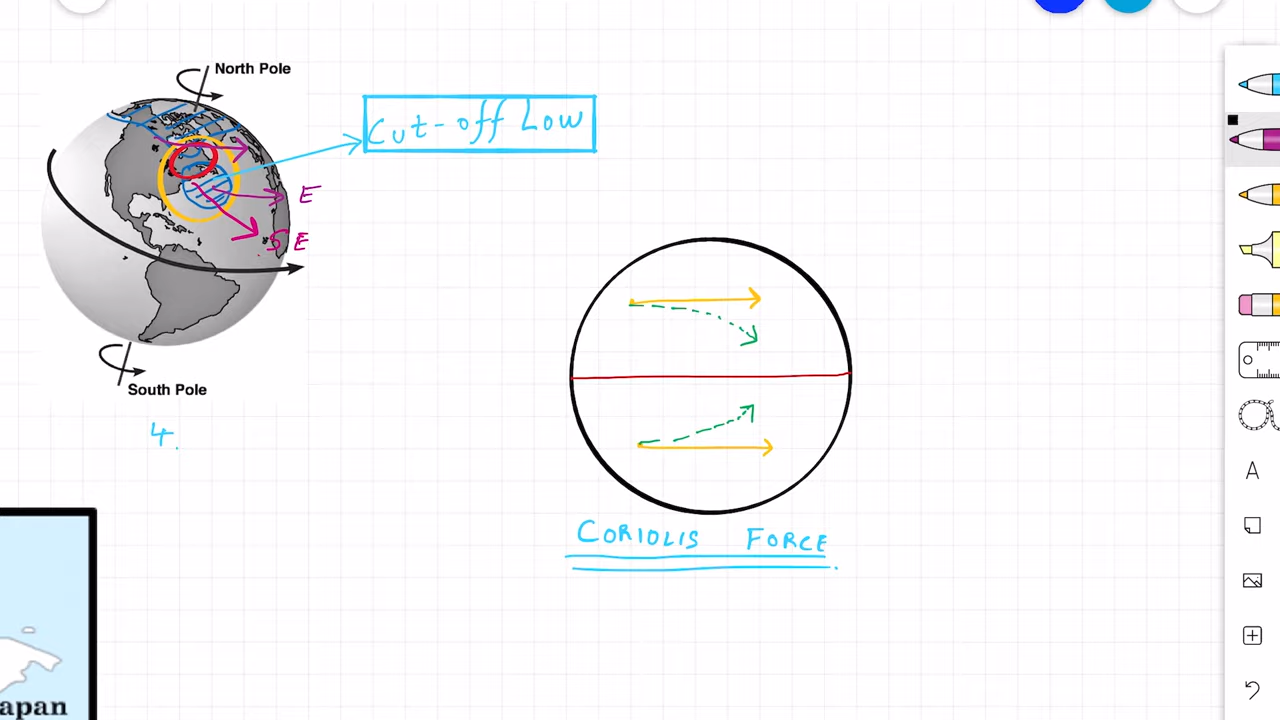 North Pole
Cut-off Low
E
SE
South Pole
4.
CORIOLIS FORCE
apan
A